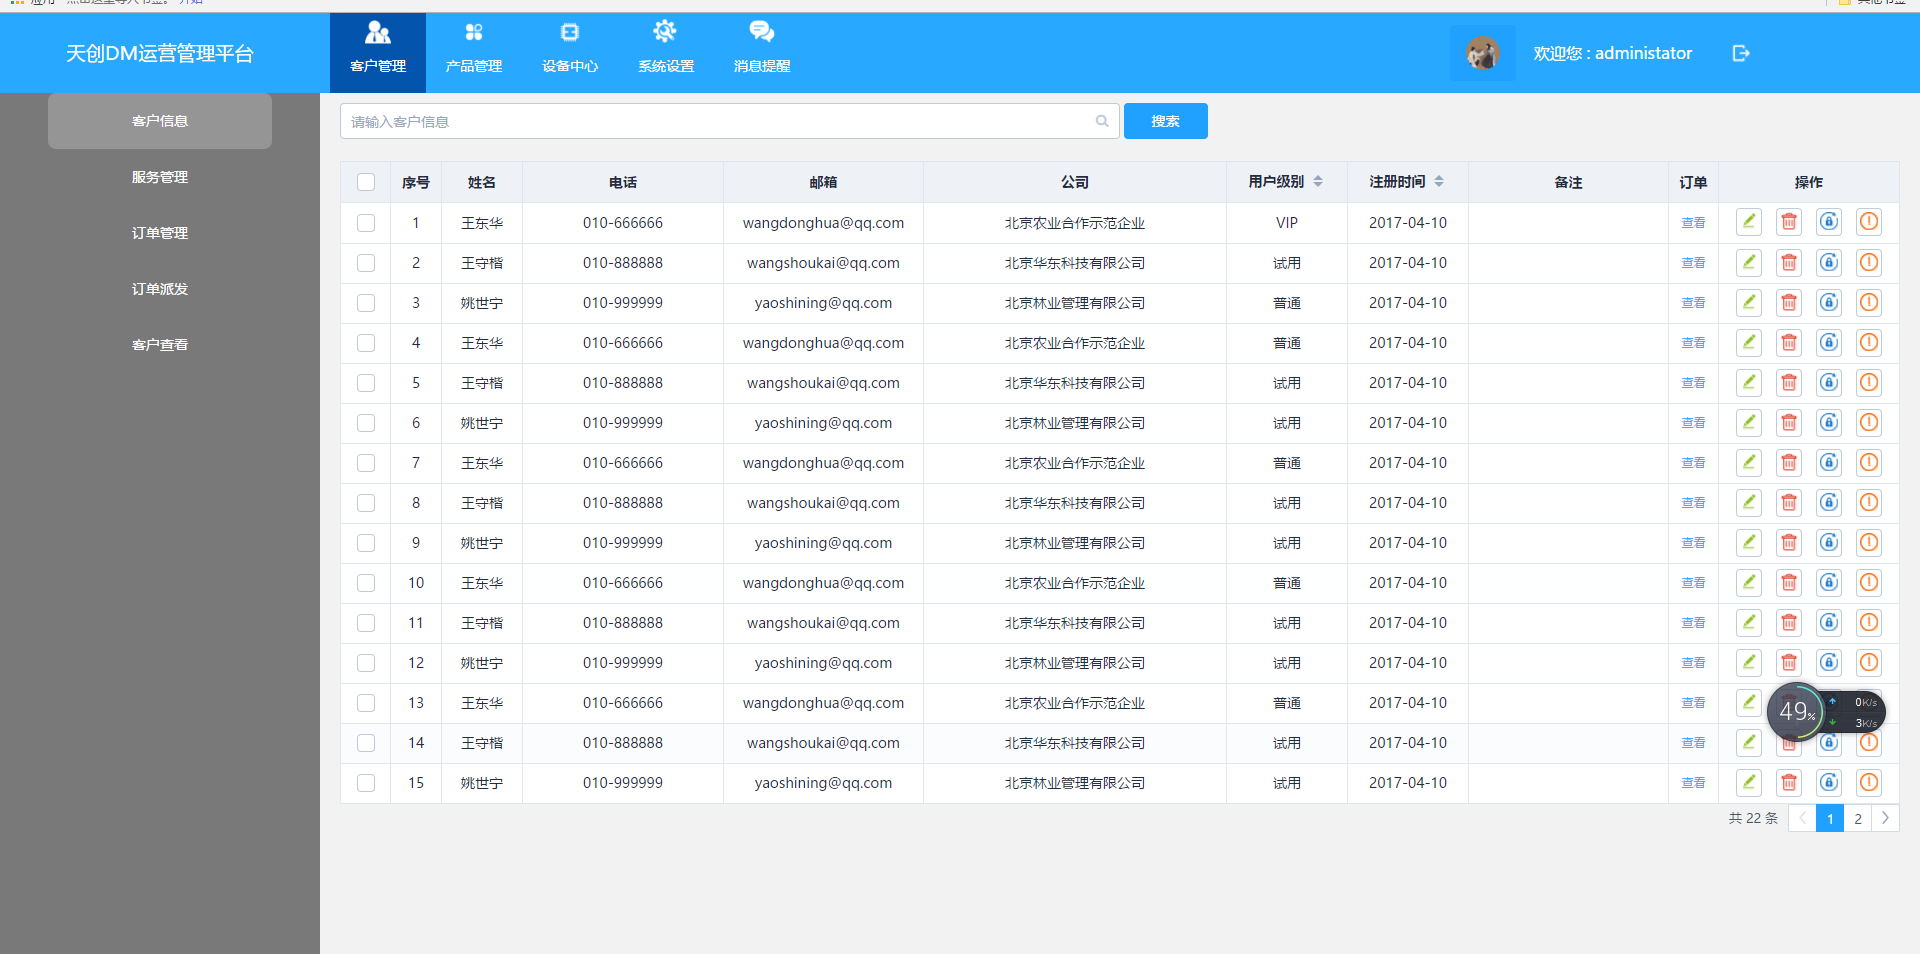 天创DM运营管理平台
客户管理 产品管理 设备中心 系统设置 消息提醒
欢迎您 : administator
客户信息
服务管理
订单管理
订单派发
客户查看
请输入客户信息 搜索
序号 姓名 电话 邮箱 公司 用户级别 注册时间 备注 订单 操作
1 王东华 010-666666 wangdonghua@qq.com 北京农业合作示范企业 VIP 2017-04-10 查看
2 王守楷 010-888888 wangshoukai@qq.com 北京华东科技有限公司 试用 2017-04-10 查看
3 姚世宁 010-999999 yaoshining@qq.com 北京林业管理有限公司 普通 2017-04-10 查看
4 王东华 010-666666 wangdonghua@qq.com 北京农业合作示范企业 普通 2017-04-10 查看
5 王守楷 010-888888 wangshoukai@qq.com 北京华东科技有限公司 试用 2017-04-10 查看
6 姚世宁 010-999999 yaoshining@qq.com 北京林业管理有限公司 试用 2017-04-10 查看
7 王东华 010-666666 wangdonghua@qq.com 北京农业合作示范企业 普通 2017-04-10 查看
8 王守楷 010-888888 wangshoukai@qq.com 北京华东科技有限公司 试用 2017-04-10 查看
9 姚世宁 010-999999 yaoshining@qq.com 北京林业管理有限公司 试用 2017-04-10 查看
10 王东华 010-666666 wangdonghua@qq.com 北京农业合作示范企业 普通 2017-04-10 查看
11 王守楷 010-888888 wangshoukai@qq.com 北京华东科技有限公司 试用 2017-04-10 查看
12 姚世宁 010-999999 yaoshining@qq.com 北京林业管理有限公司 试用 2017-04-10 查看
13 王东华 010-666666 wangdonghua@qq.com 北京农业合作示范企业 普通 2017-04-10 查看
14 王守楷 010-888888 wangshoukai@qq.com 北京华东科技有限公司 试用 2017-04-10 查看
15 姚世宁 010-999999 yaoshining@qq.com 北京林业管理有限公司 试用 2017-04-10 查看
49% 0K/s
3K/s
共 22 条 1 2